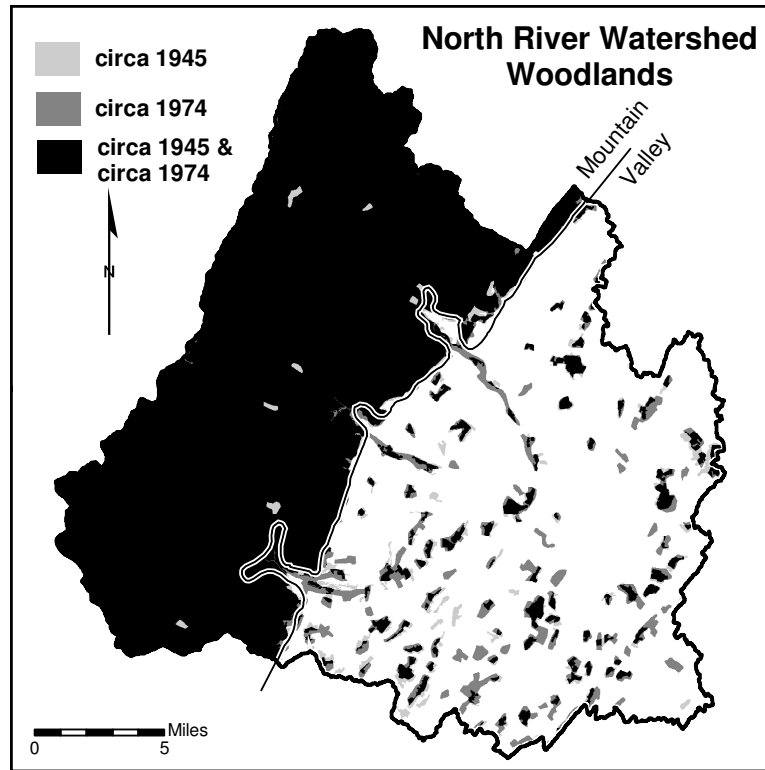 North River Watershed
Woodlands
circa 1945
circa 1974
circa 1945 &
circa 1974
N
Mountain
Valley
Miles
0 5